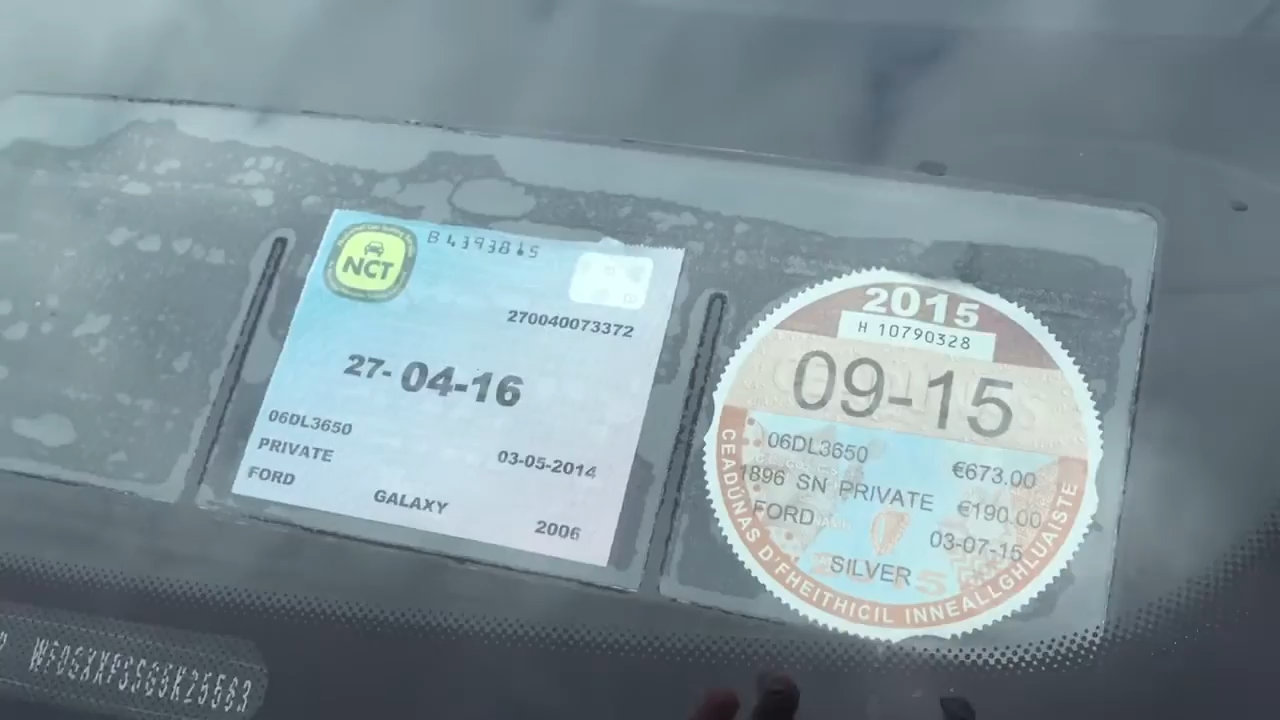 NCT
B4393815
270040073372
27-04-16
06DL3650
PRIVATE
03-05-2014
FORD
GALAXY
2006
2015
H 10790328
09-15
06DL3650
€673.00
1896 SN PRIVATE
€190.00
FORD
03-07-15
SILVER
CEADÚNAS D'FHEITHICIL INNEALLGHLUAISTE